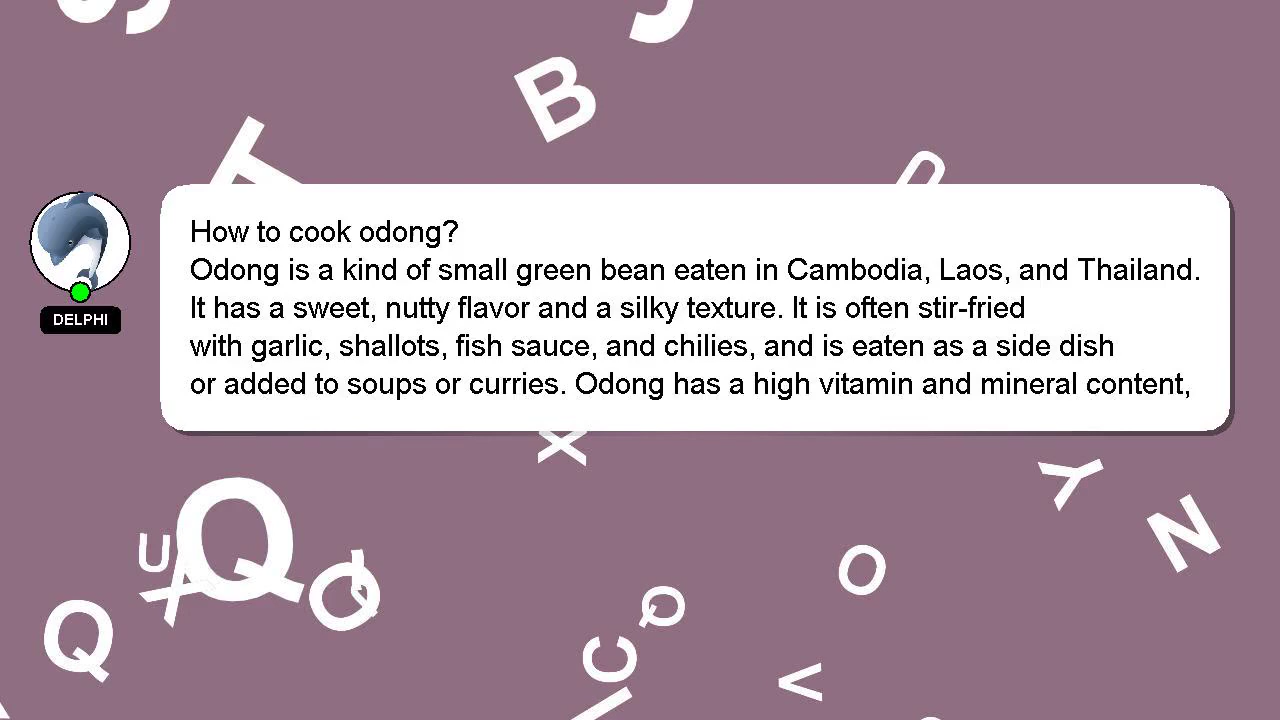 How to cook odong?
Odong is a kind of small green bean eaten in Cambodia, Laos, and Thailand.
It has a sweet, nutty flavor and a silky texture. It is often stir-fried
with garlic, shallots, fish sauce, and chilies, and is eaten as a side dish
or added to soups or curries. Odong has a high vitamin and mineral content,
DELPHI
B
T
X
Y
N
Q
U
X
Q
O
Q
Q
C
V